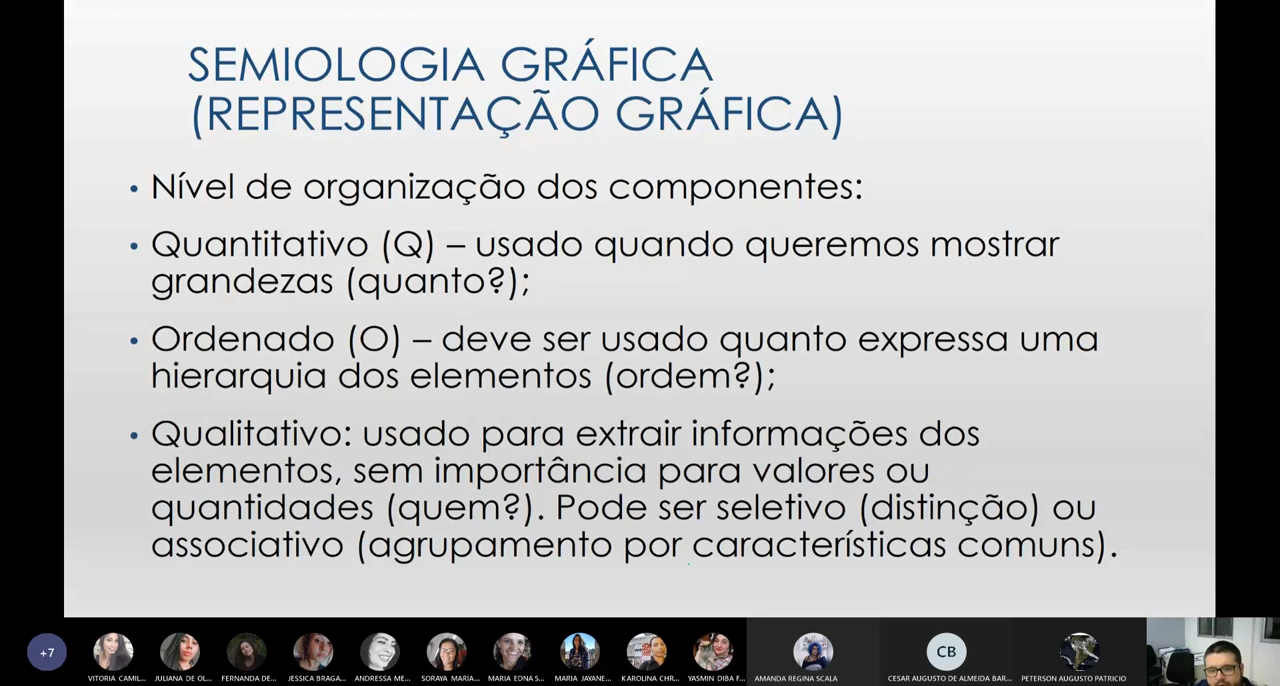 SEMIOLOGIA GRÁFICA
(REPRESENTAÇÃO GRÁFICA)
• Nível de organização dos componentes:
• Quantitativo (Q) – usado quando queremos mostrar
grandezas (quanto?);
• Ordenado (O) – deve ser usado quanto expressa uma
hierarquia dos elementos (ordem?);
• Qualitativo: usado para extrair informações dos
elementos, sem importância para valores ou
quantidades (quem?). Pode ser seletivo (distinção) ou
associativo (agrupamento por características comuns).
+7
CB
VITORIA CAMIL... JULIANA DE OL... FERNANDA DE... JESSICA BRAGA... ANDRESSA ME... SORAYA MARIA... MARIA EDNA S... MARIA JAYANE... KAROLINA CHR... YASMIN DIBA F... AMANDA REGINA SCALA CESAR AUGUSTO DE ALMEIDA BAR... PETERSON AUGUSTO PATRICIO